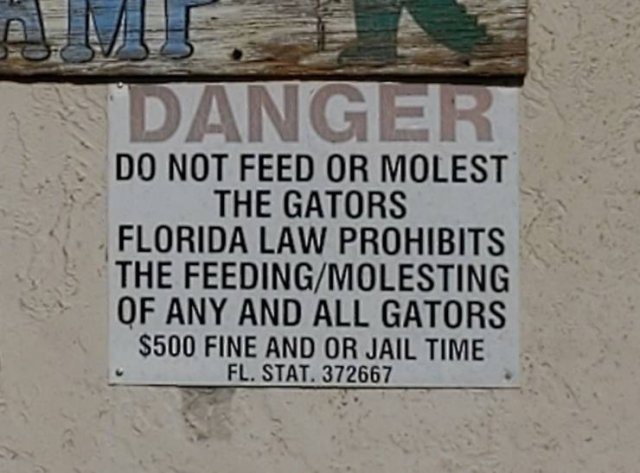 AMP
DANGER
DO NOT FEED OR MOLEST
THE GATORS
FLORIDA LAW PROHIBITS
THE FEEDING/MOLESTING
OF ANY AND ALL GATORS
$500 FINE AND OR JAIL TIME
FL. STAT. 372667